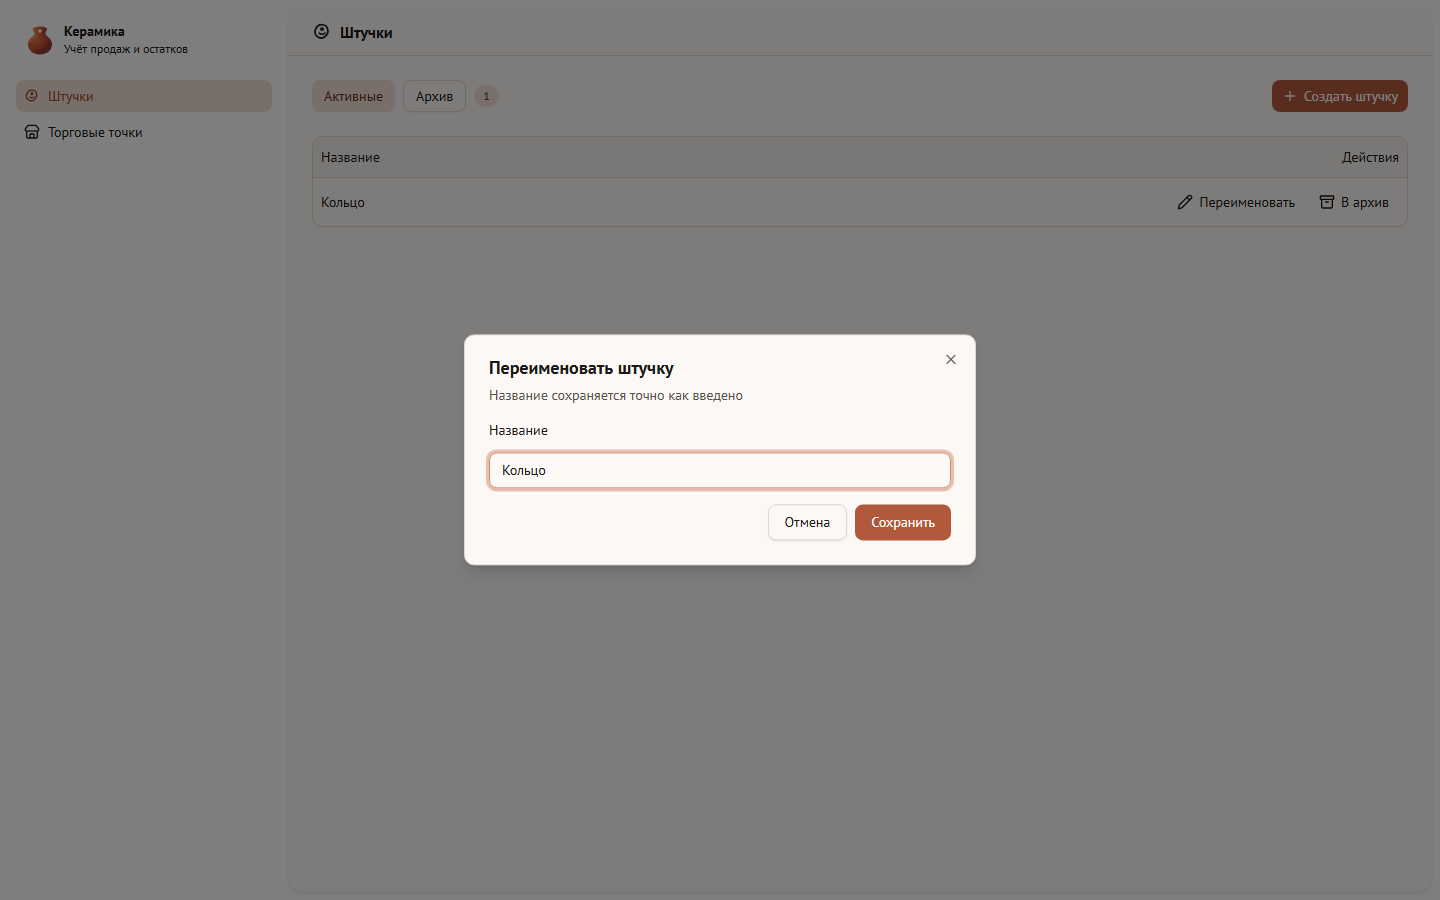 Керамика
Учёт продаж и остатков
Штучки
Торговые точки
Штучки
Активные
Архив
1
Создать штучку
Название
Действия
Кольцо
Переименовать
В архив
Переименовать штучку
Название сохраняется точно как введено
Название
Кольцо
Отмена
Сохранить